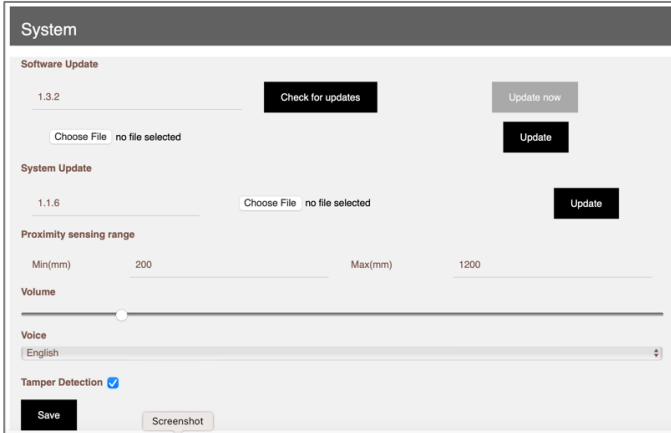 System
Software Update
1.3.2 Check for updates Update now
Choose File no file selected Update
System Update
1.1.6 Choose File no file selected Update
Proximity sensing range
Min(mm) 200 Max(mm) 1200
Volume
Voice
English
Tamper Detection
Save
Screenshot